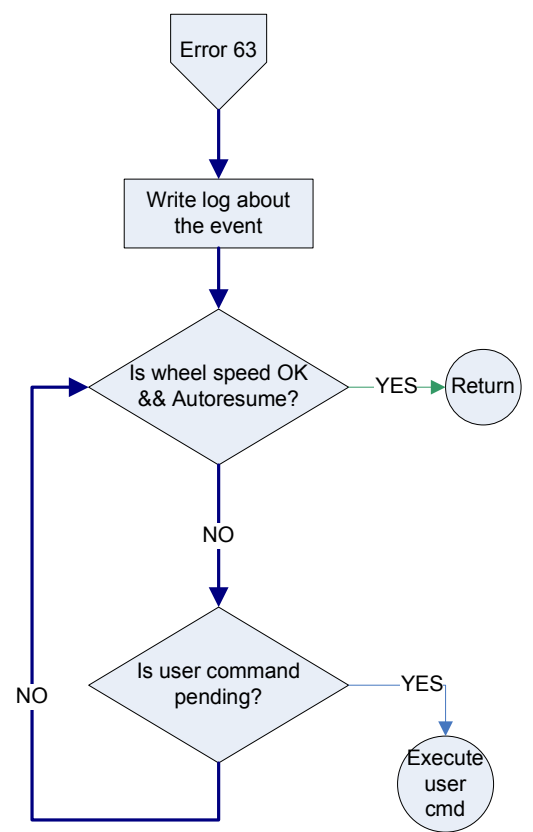 Error 63
Write log about
the event
Is wheel speed OK
&& Autoresume?
YES
Return
NO
Is user command
pending?
YES
NO
Execute
user
cmd